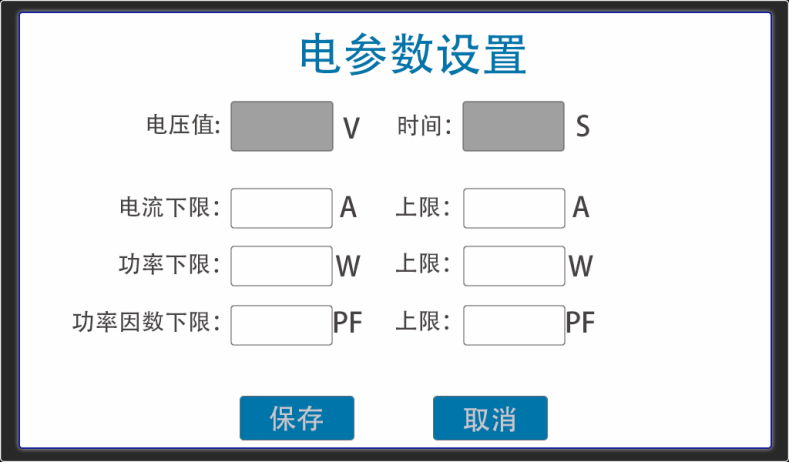 电参数设置
电压值: V 时间: S
电流下限: A 上限: A
功率下限: W 上限: W
功率因数下限: PF 上限: PF
保存 取消